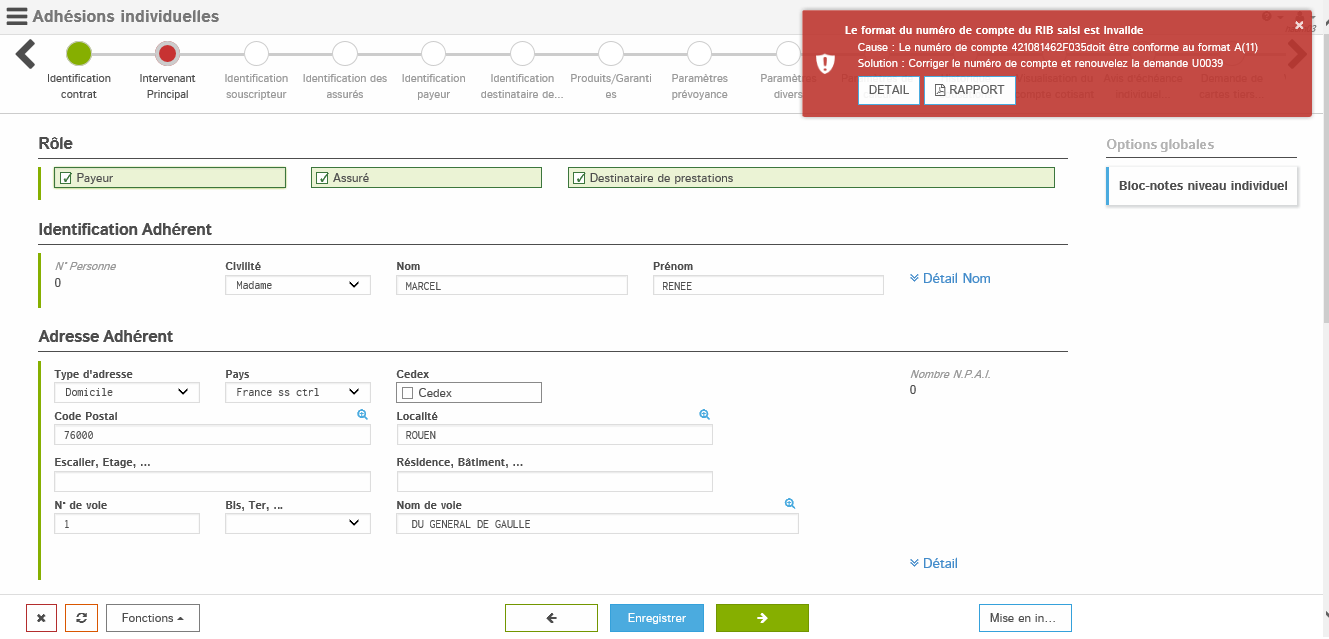 Adhésions individuelles
Le format du numéro de compte du RIB saisi est invalide
Cause : Le numéro de compte 421081462F035doit être conforme au format A(11)
Solution : Corriger le numéro de compte et renouvelez la demande U0039
DETAIL
RAPPORT
Identification contrat
Intervenant Principal
Identification souscripteur
Identification des assurés
Identification payeur
Identification destinataire de...
Produits/Garanties
Paramètres prévoyance
Paramètres divers
Rôle
Payeur
Assuré
Destinataire de prestations
Options globales
Bloc-notes niveau individuel
Identification Adhérent
N° Personne
0
Civilité
Madame
Nom
MARCEL
Prénom
RENEE
Détail Nom
Adresse Adhérent
Type d'adresse
Domicile
Pays
France ss ctrl
Cedex
Cedex
Nombre N.P.A.I.
0
Code Postal
76000
Localité
ROUEN
Escalier, Etage, ...
Résidence, Bâtiment, ...
N° de voie
1
Bis, Ter, ...
Nom de voie
DU GENERAL DE GAULLE
Détail
Fonctions
Enregistrer
Mise en in...